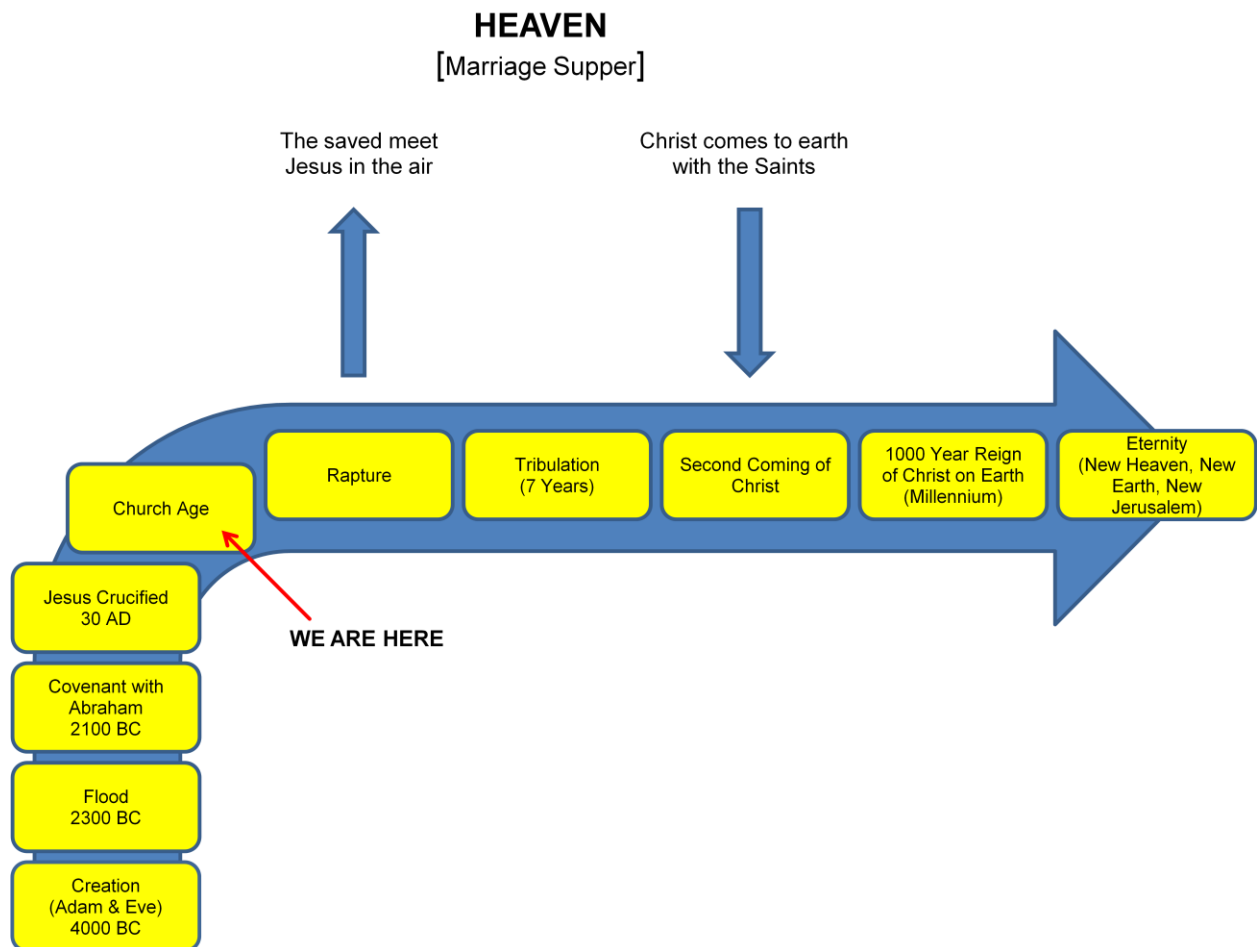 HEAVEN
[Marriage Supper]
The saved meet
Jesus in the air
Christ comes to earth
with the Saints
Creation
(Adam & Eve)
4000 BC
Flood
2300 BC
Covenant with
Abraham
2100 BC
Jesus Crucified
30 AD
Church Age
WE ARE HERE
Rapture
Tribulation
(7 Years)
Second Coming of
Christ
1000 Year Reign
of Christ on Earth
(Millennium)
Eternity
(New Heaven, New
Earth, New
Jerusalem)